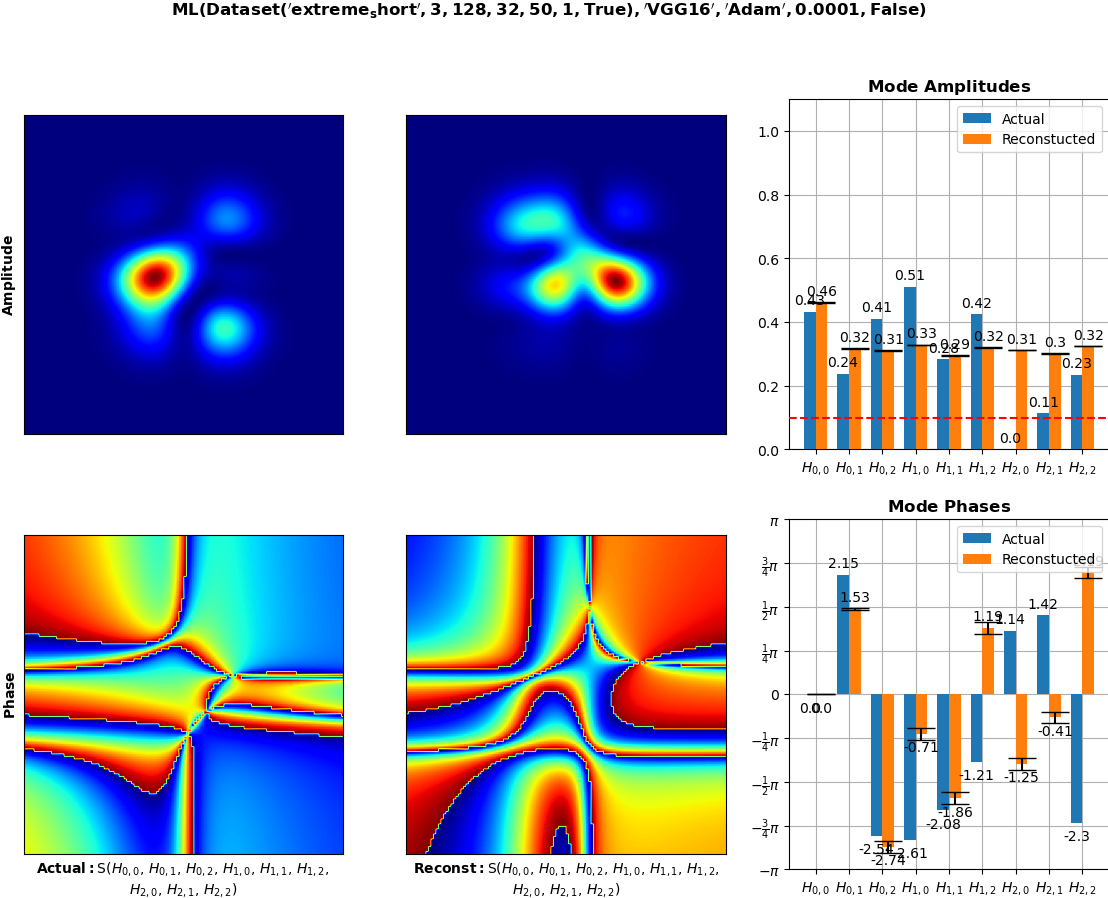 ML(Dataset('extreme_short', 3, 128, 32, 50, 1, True), 'VGG16', 'Adam', 0.0001, False)
Amplitude
Mode Amplitudes
Actual
Reconstucted
1.0
0.8
0.6
0.4
0.2
0.0
0.43
0.46
0.24
0.32
0.41
0.31
0.51
0.33
0.28
0.29
0.42
0.32
0.0
0.31
0.11
0.3
0.23
0.32
H0,0 H0,1 H0,2 H1,0 H1,1 H1,2 H2,0 H2,1 H2,2
Phase
Actual: S(H0,0, H0,1, H0,2, H1,0, H1,1, H1,2,
H2,0, H2,1, H2,2)
Reconst: S(H0,0, H0,1, H0,2, H1,0, H1,1, H1,2,
H2,0, H2,1, H2,2)
Mode Phases
Actual
Reconstucted
π
3/4π
1/2π
1/4π
0
−1/4π
−1/2π
−3/4π
−π
0.0
0.0
2.15
1.53
-2.74
-2.61
-0.71
-2.08
-1.86
-1.21
1.19
1.14
-1.25
1.42
-0.41
-2.3
H0,0 H0,1 H0,2 H1,0 H1,1 H1,2 H2,0 H2,1 H2,2